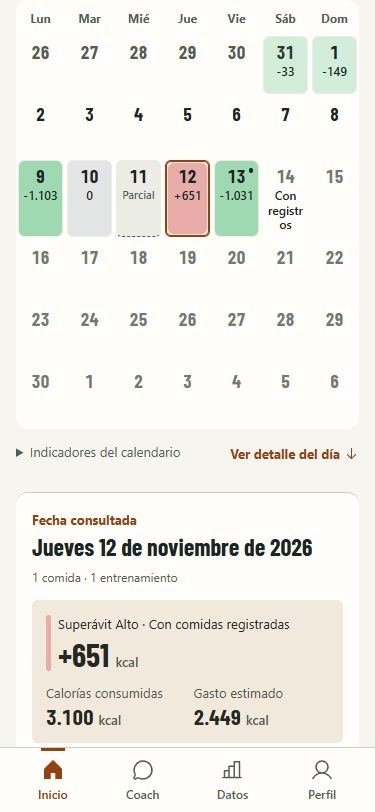 Lun Mar Mié Jue Vie Sáb Dom
26 27 28 29 30 31 1
-33 -149
2 3 4 5 6 7 8
9 10 11 12 13 14 15
-1.103 0 Parcial +651 -1.031 Con
registr
os
16 17 18 19 20 21 22
23 24 25 26 27 28 29
30 1 2 3 4 5 6
Indicadores del calendario Ver detalle del día ↓
Fecha consultada
Jueves 12 de noviembre de 2026
1 comida · 1 entrenamiento
Superávit Alto · Con comidas registradas
+651 kcal
Calorías consumidas Gasto estimado
3.100 kcal 2.449 kcal
Inicio Coach Datos Perfil